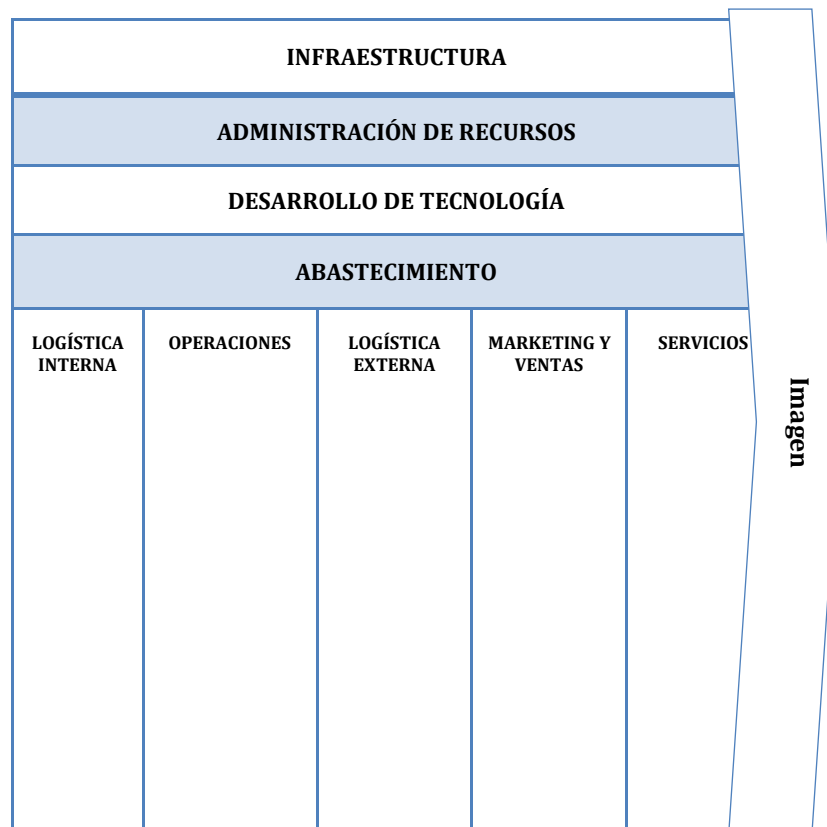 INFRAESTRUCTURA
ADMINISTRACIÓN DE RECURSOS
DESARROLLO DE TECNOLOGÍA
ABASTECIMIENTO
LOGÍSTICA
INTERNA
OPERACIONES
LOGÍSTICA
EXTERNA
MARKETING Y
VENTAS
SERVICIOS
Imagen